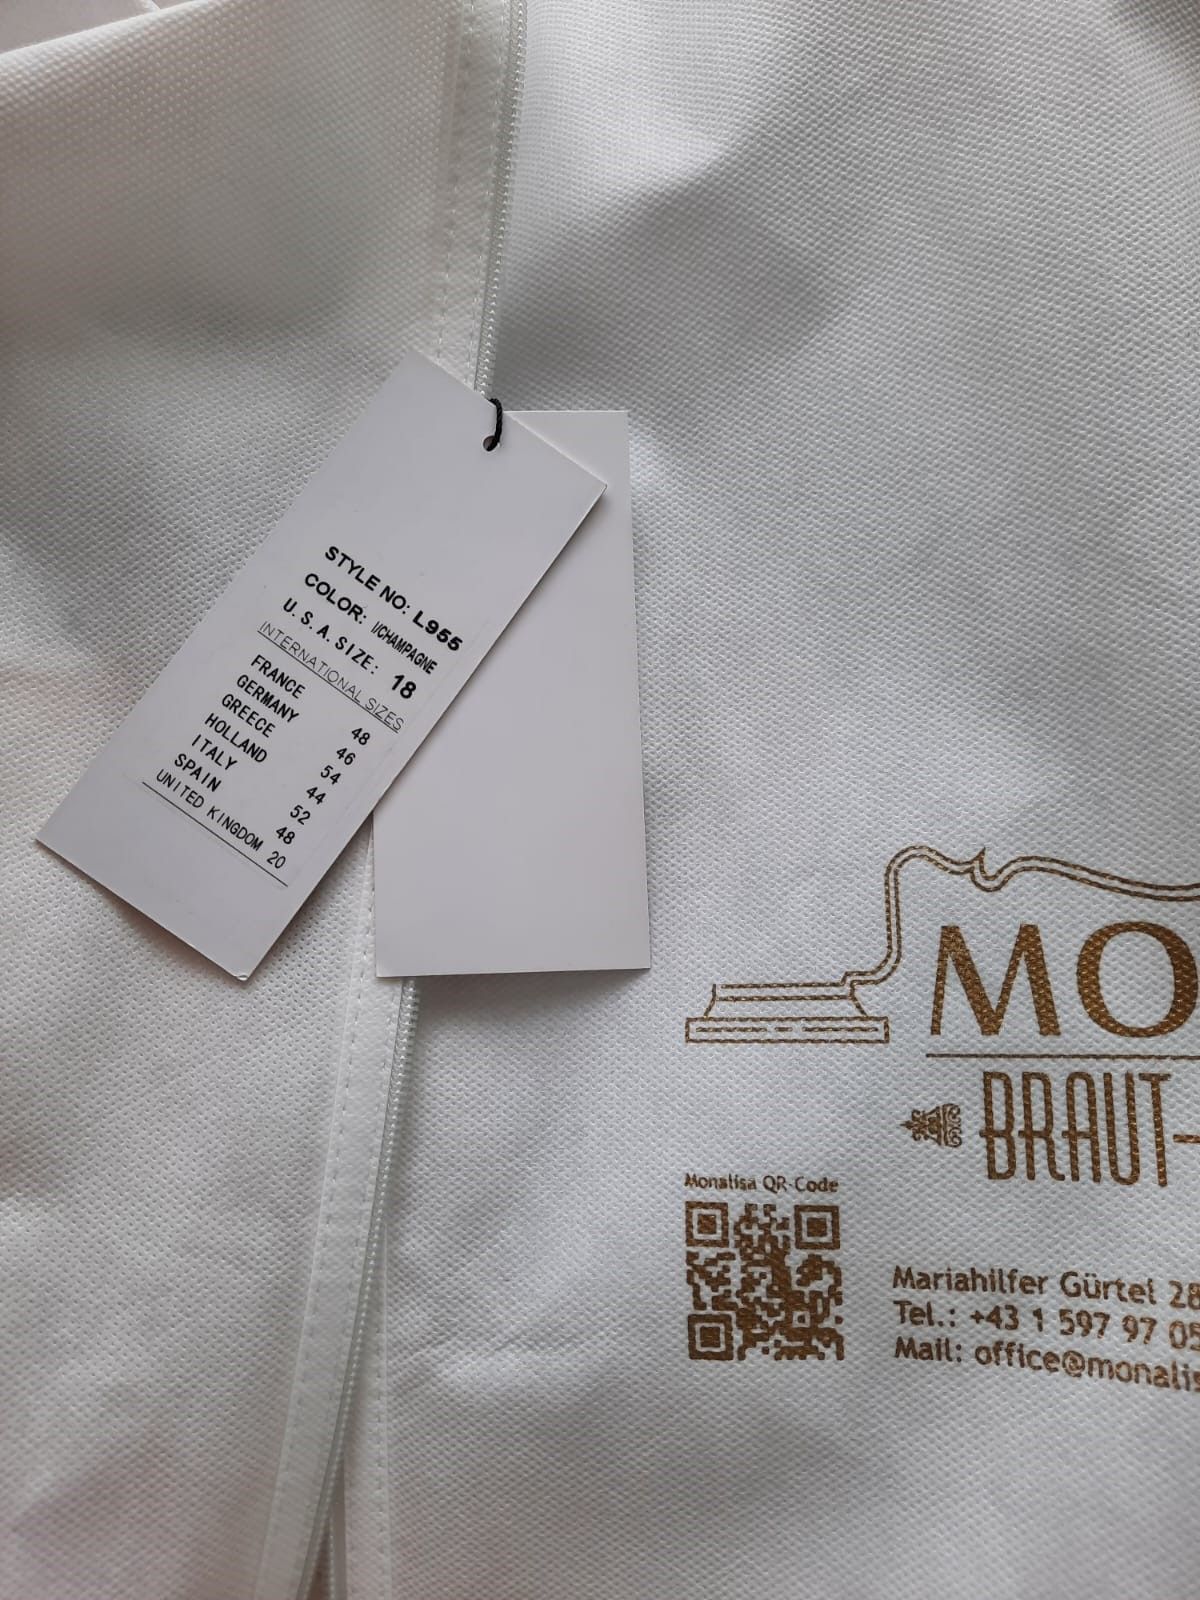 STYLE NO: L955
COLOR: I/CHAMPAGNE
U.S.A. SIZE: 18
INTERNATIONAL SIZES
FRANCE 48
GERMANY 46
GREECE 54
HOLLAND 44
ITALY 52
SPAIN 48
UNITED KINGDOM 20
MO
BRAUT-
Monalisa QR-Code
Mariahilfer Gürtel 28
Tel.: +43 1 597 97 05
Mail: office@monalis